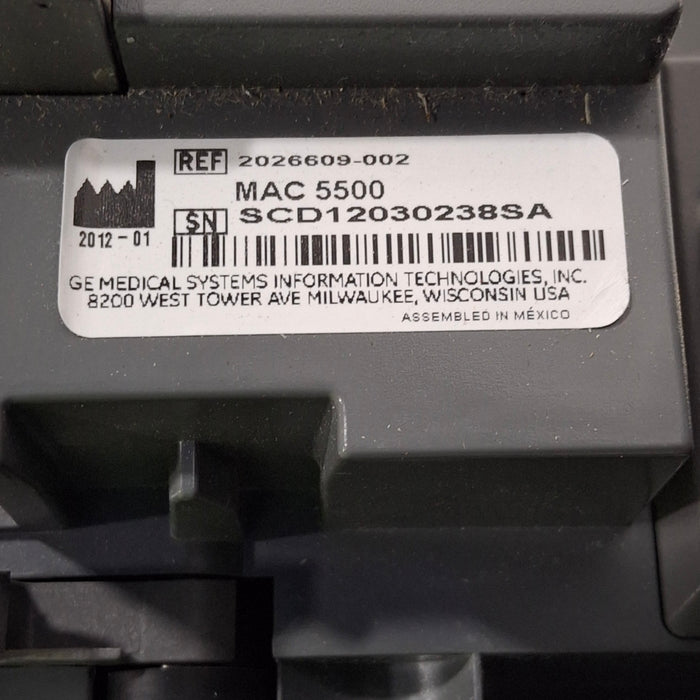 REF 2026609-002
MAC 5500
SN SCD12030238SA
2012-01
GE MEDICAL SYSTEMS INFORMATION TECHNOLOGIES, INC.
8200 WEST TOWER AVE MILWAUKEE, WISCONSIN USA
ASSEMBLED IN MÉXICO